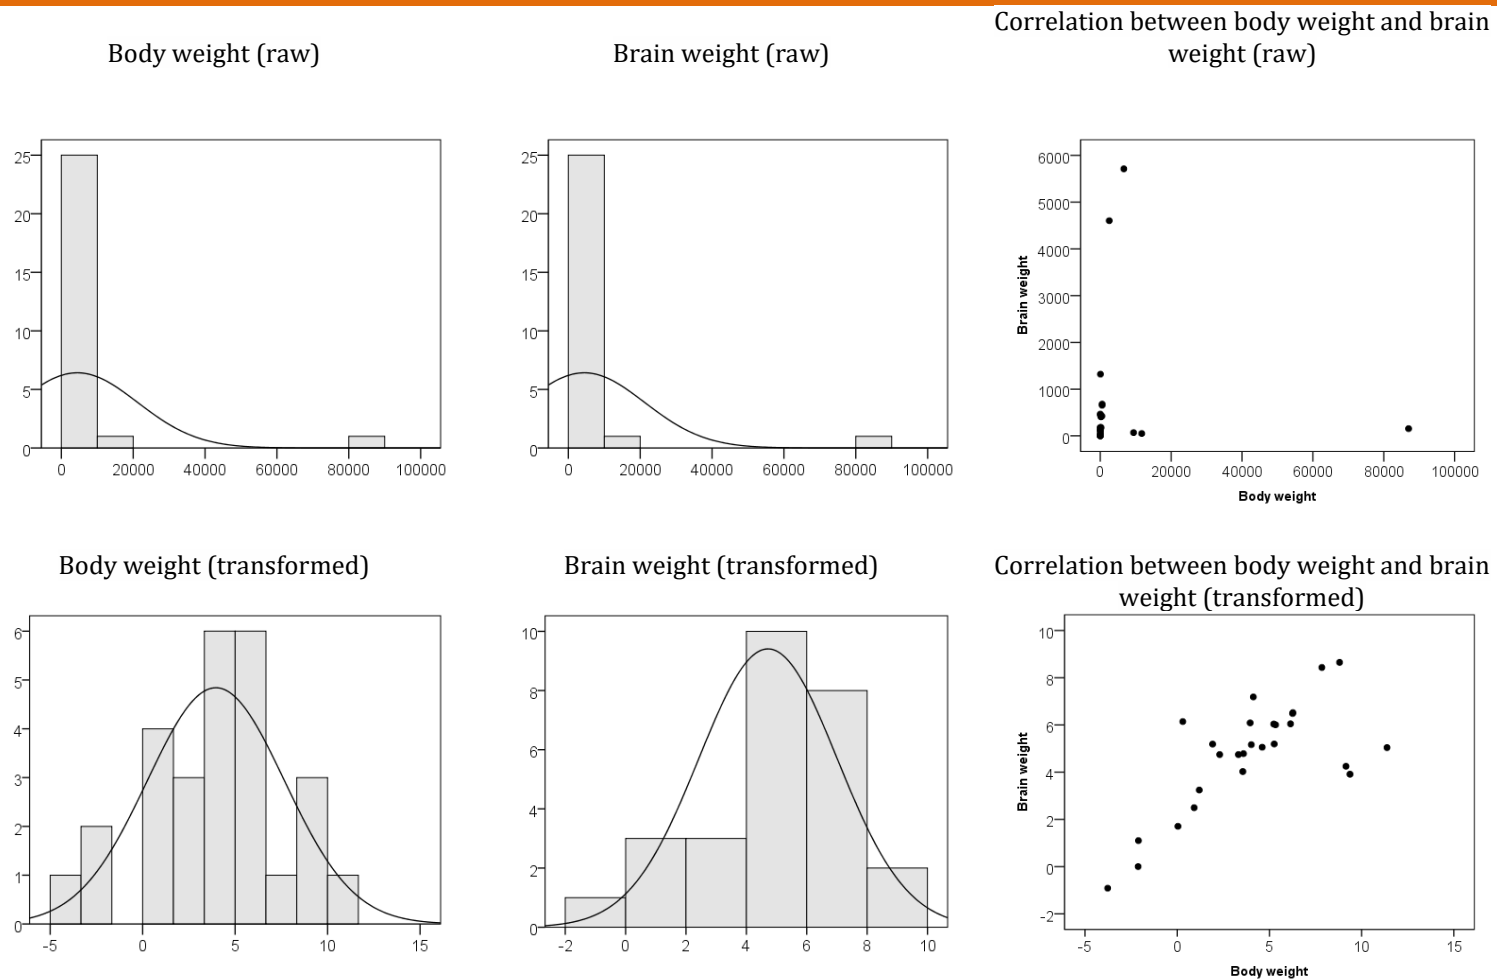 Body weight (raw)
Brain weight (raw)
Correlation between body weight and brain
weight (raw)
25
20
15
10
5
0
0 20000 40000 60000 80000 100000
25
20
15
10
5
0
0 20000 40000 60000 80000 100000
Brain weight
6000
5000
4000
3000
2000
1000
0
0 20000 40000 60000 80000 100000
Body weight
Body weight (transformed)
Brain weight (transformed)
Correlation between body weight and brain
weight (transformed)
6
5
4
3
2
1
0
-5 0 5 10 15
10
8
6
4
2
0
-2 0 2 4 6 8 10
Brain weight
10
8
6
4
2
0
-2
-5 0 5 10 15
Body weight